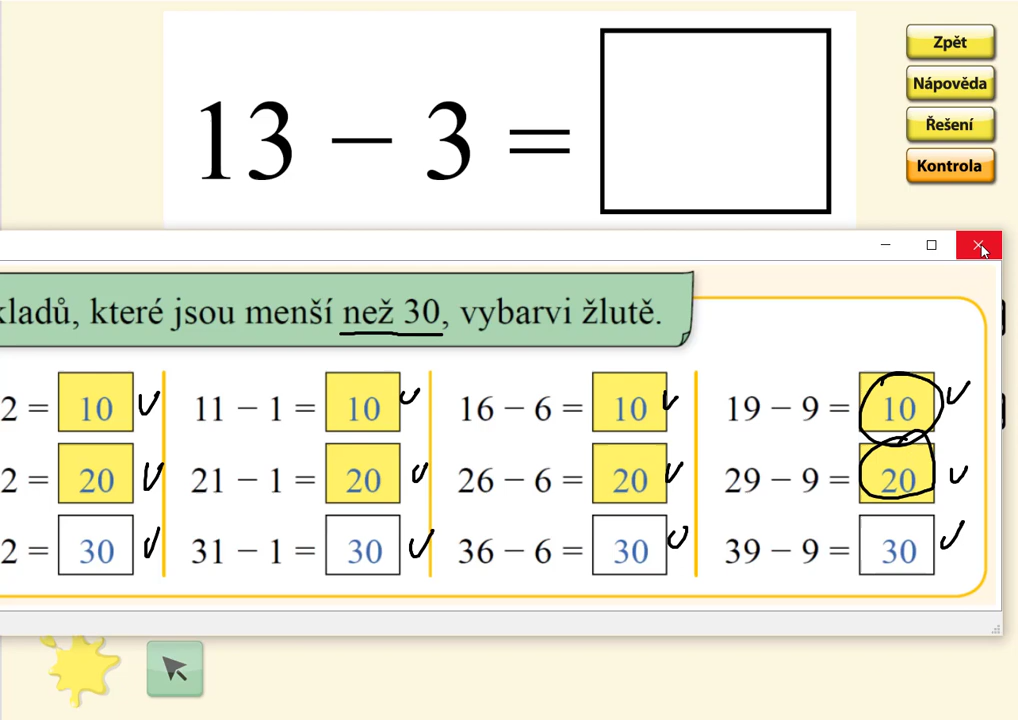 13 − 3 =
Zpět
Nápověda
Řešení
Kontrola
kladů, které jsou menší než 30, vybarvi žlutě.
2 = 10 11 − 1 = 10 16 − 6 = 10 19 − 9 = 10
2 = 20 21 − 1 = 20 26 − 6 = 20 29 − 9 = 20
2 = 30 31 − 1 = 30 36 − 6 = 30 39 − 9 = 30